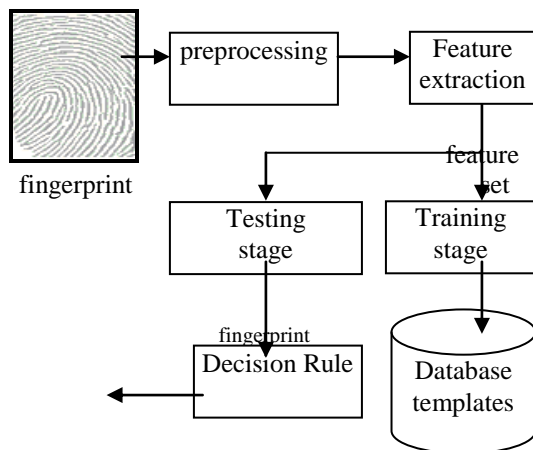 preprocessing
Feature
extraction
fingerprint
feature
set
Testing
stage
Training
stage
fingerprint
Decision Rule
Database
templates